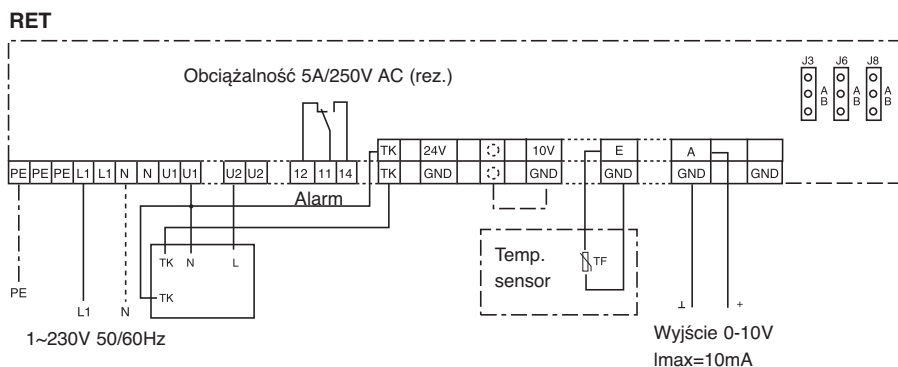 RET
J3 J6 J8
Obciążalność 5A/250V AC (rez.)
A B A B A B
TK 24V 10V E A
PE PE PE L1 L1 N N U1 U1 U2 U2 12 11 14 TK GND GND GND GND GND
Alarm
TK N L
Temp.
sensor
TF
TK
PE
L1 N
⊥ +
1~230V 50/60Hz
Wyjście 0-10V
Imax=10mA